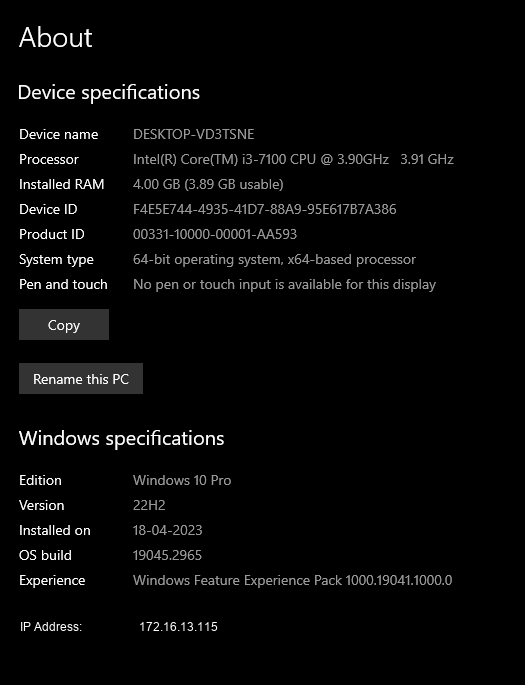 About
Device specifications
Device name DESKTOP-VD3TSNE
Processor Intel(R) Core(TM) i3-7100 CPU @ 3.90GHz 3.91 GHz
Installed RAM 4.00 GB (3.89 GB usable)
Device ID F4E5E744-4935-41D7-88A9-95E617B7A386
Product ID 00331-10000-00001-AA593
System type 64-bit operating system, x64-based processor
Pen and touch No pen or touch input is available for this display
Copy
Rename this PC
Windows specifications
Edition Windows 10 Pro
Version 22H2
Installed on 18-04-2023
OS build 19045.2965
Experience Windows Feature Experience Pack 1000.19041.1000.0
IP Address: 172.16.13.115